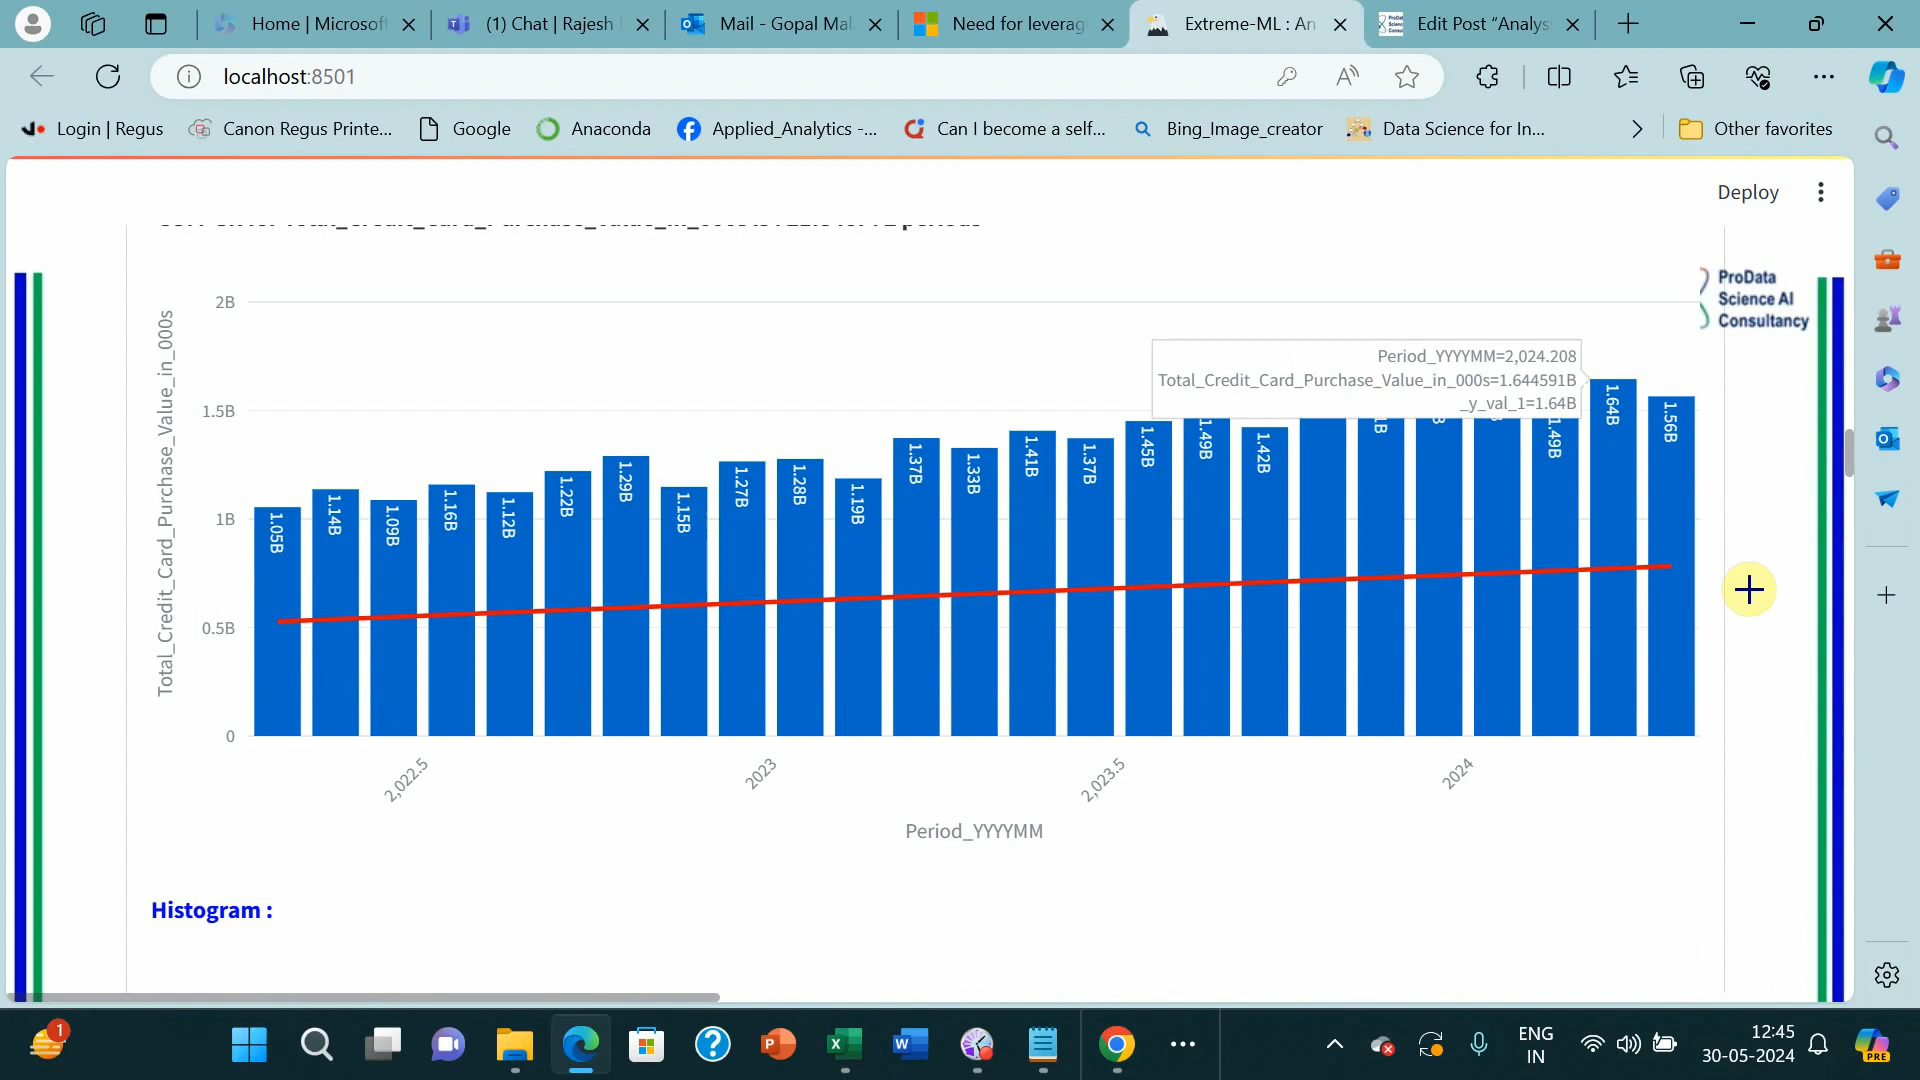 Home | Microsoft
(1) Chat | Rajesh
Mail - Gopal Mal
Need for leverag
Extreme-ML : An
Edit Post “Analys
localhost:8501
Login | Regus
Canon Regus Printe...
Google
Anaconda
Applied_Analytics -...
Can I become a self...
Bing_Image_creator
Data Science for In...
Other favorites
Deploy
ProData
Science AI
Consultancy
Total_Credit_Card_Purchase_Value_in_000s
2B
1.5B
1B
0.5B
0
Period_YYYYMM=2,024.208
Total_Credit_Card_Purchase_Value_in_000s=1.644591B
_y_val_1=1.64B
1.05B
1.14B
1.09B
1.16B
1.12B
1.22B
1.29B
1.15B
1.27B
1.28B
1.19B
1.37B
1.33B
1.41B
1.37B
1.45B
1.49B
1.42B
1.49B
1.64B
1.56B
2,022.5
2023
2,023.5
2024
Period_YYYYMM
Histogram :
1
ENG
IN
12:45
30-05-2024
PRE